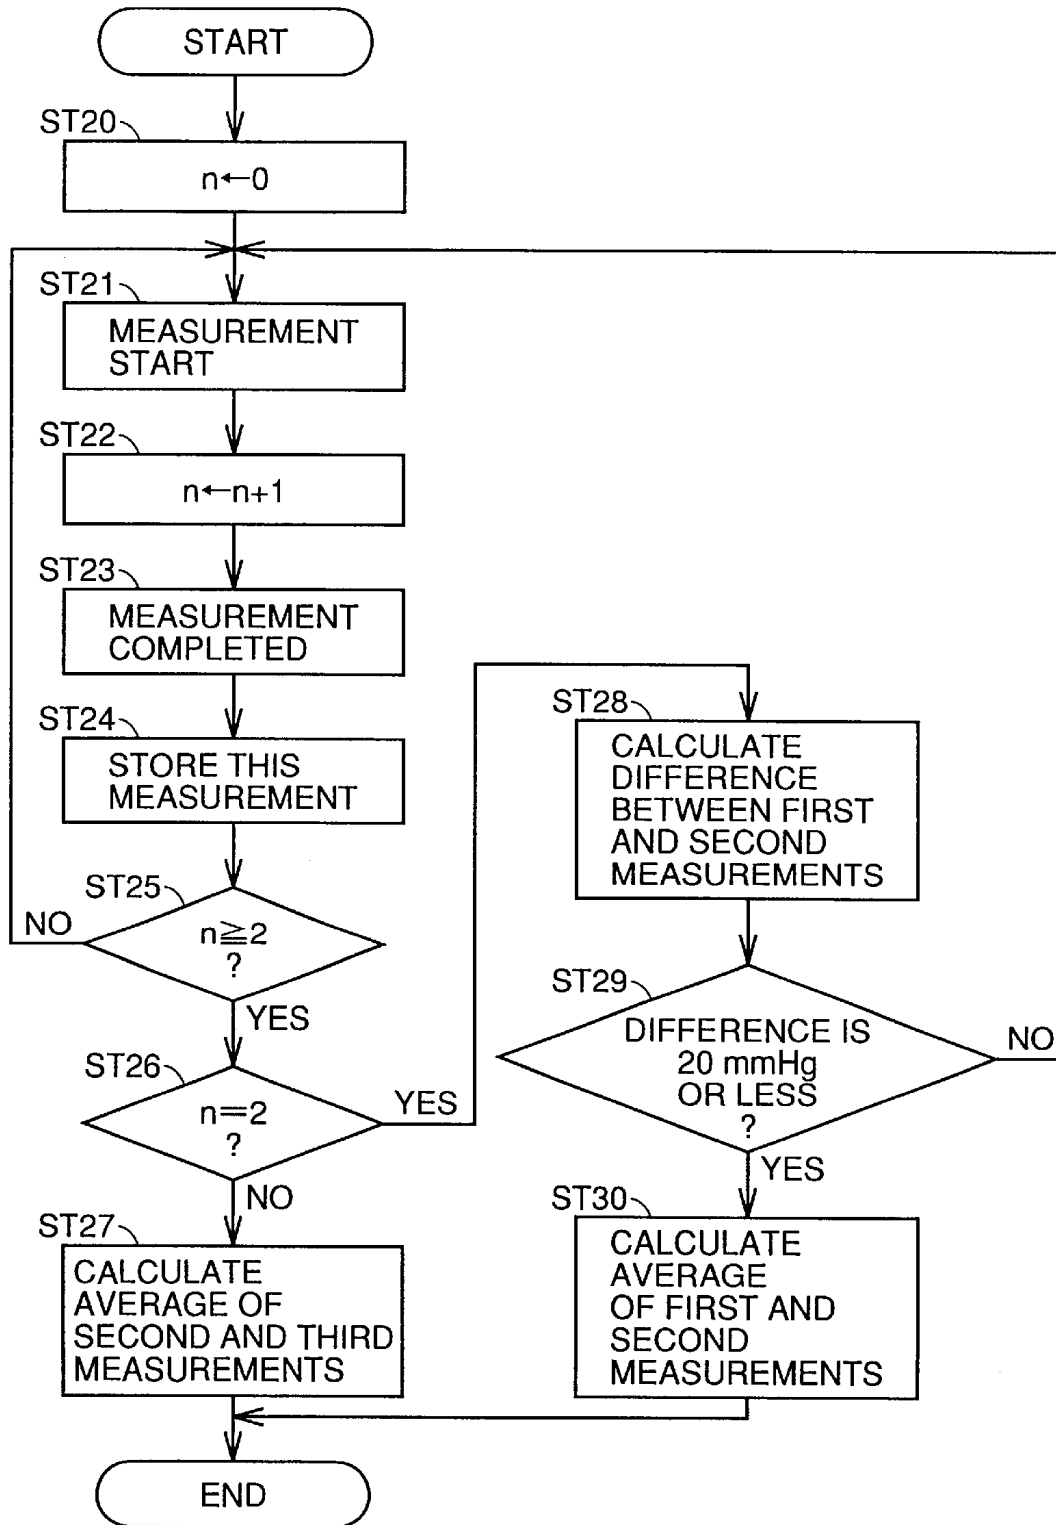 START
ST20
n←0
ST21
MEASUREMENT
START
ST22
n←n+1
ST23
MEASUREMENT
COMPLETED
ST24
STORE THIS
MEASUREMENT
ST25
n≧2
?
NO
YES
ST26
n=2
?
YES
NO
ST27
CALCULATE
AVERAGE OF
SECOND AND THIRD
MEASUREMENTS
ST28
CALCULATE
DIFFERENCE
BETWEEN FIRST
AND SECOND
MEASUREMENTS
ST29
DIFFERENCE IS
20 mmHg
OR LESS
?
NO
YES
ST30
CALCULATE
AVERAGE
OF FIRST AND
SECOND
MEASUREMENTS
END